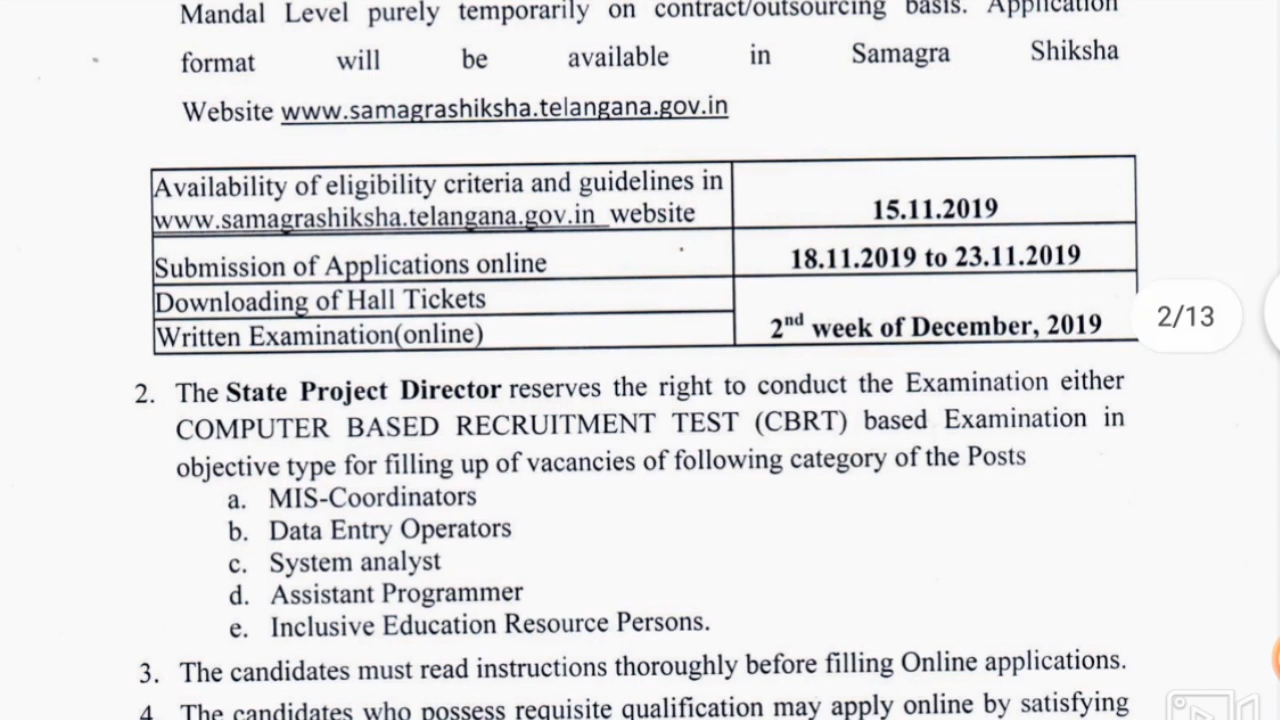 Mandal Level purely temporarily on contract/outsourcing basis. Application
format will be available in Samagra Shiksha
Website www.samagrashiksha.telangana.gov.in
Availability of eligibility criteria and guidelines in
www.samagrashiksha.telangana.gov.in website
15.11.2019
Submission of Applications online
18.11.2019 to 23.11.2019
Downloading of Hall Tickets
Written Examination(online)
2nd week of December, 2019
2/13
2. The State Project Director reserves the right to conduct the Examination either
COMPUTER BASED RECRUITMENT TEST (CBRT) based Examination in
objective type for filling up of vacancies of following category of the Posts
a. MIS-Coordinators
b. Data Entry Operators
c. System analyst
d. Assistant Programmer
e. Inclusive Education Resource Persons.
3. The candidates must read instructions thoroughly before filling Online applications.
4. The candidates who possess requisite qualification may apply online by satisfying